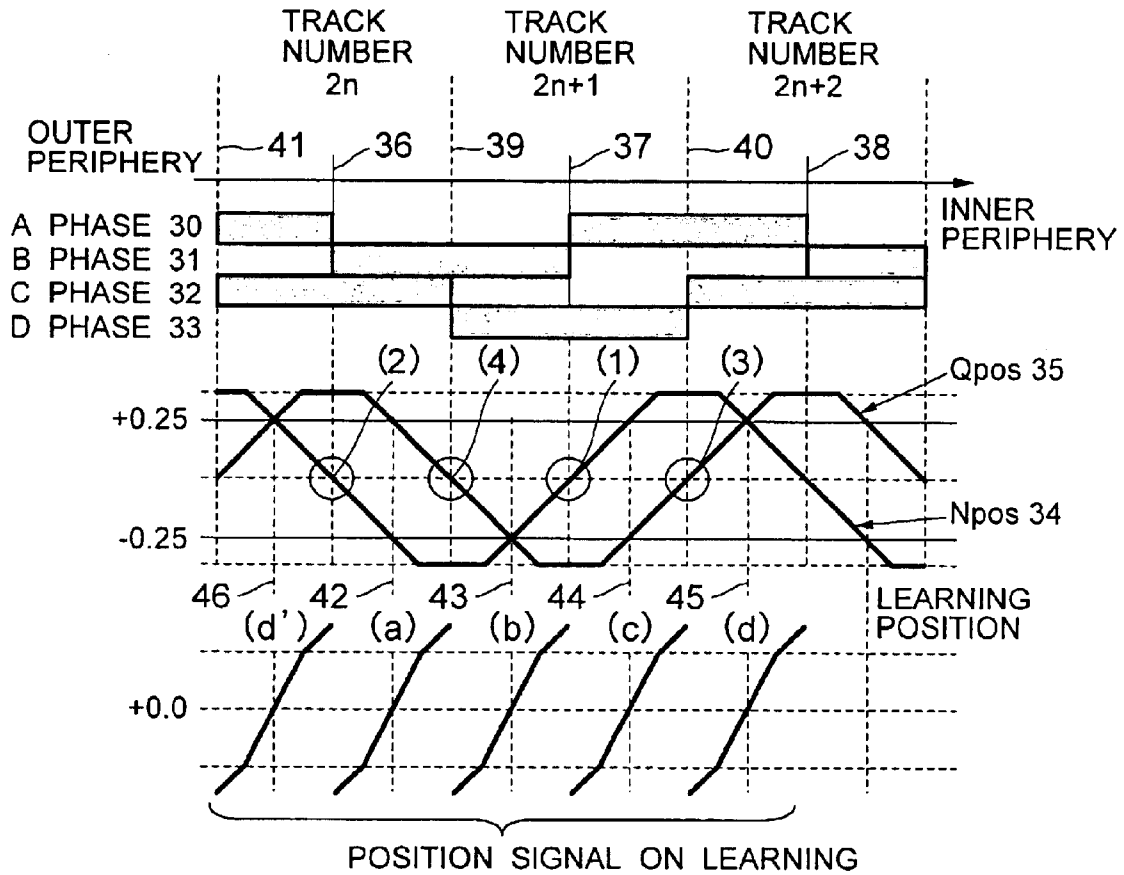 TRACK NUMBER 2n
TRACK NUMBER 2n+1
TRACK NUMBER 2n+2
OUTER PERIPHERY
41
36
39
37
40
38
INNER PERIPHERY
A PHASE 30
B PHASE 31
C PHASE 32
D PHASE 33
(2)
(4)
(1)
(3)
Qpos 35
+0.25
Npos 34
-0.25
46
42
43
44
45
LEARNING POSITION
(d')
(a)
(b)
(c)
(d)
+0.0
POSITION SIGNAL ON LEARNING